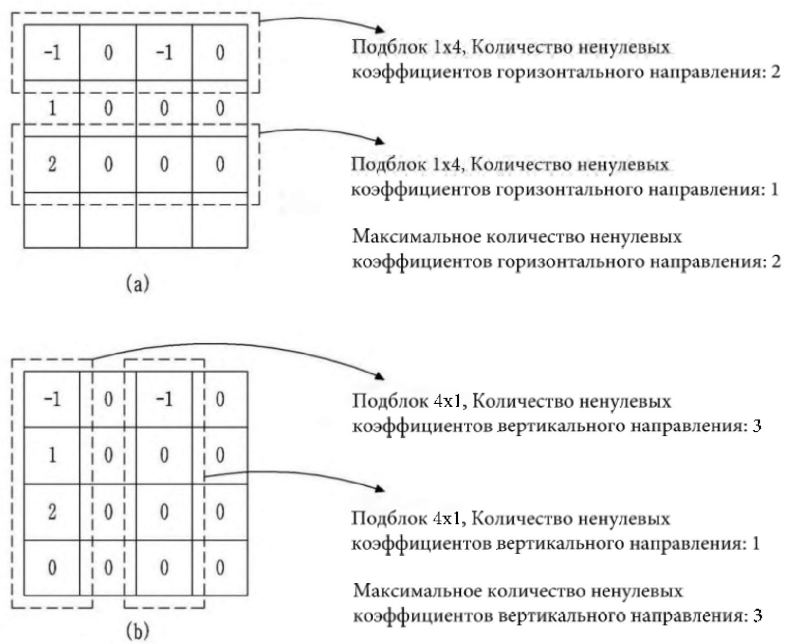 -1 0 -1 0
Подблок 1x4, Количество ненулевых
коэффициентов горизонтального направления: 2
1 0 0 0
2 0 0 0
Подблок 1x4, Количество ненулевых
коэффициентов горизонтального направления: 1
Максимальное количество ненулевых
коэффициентов горизонтального направления: 2
(a)
-1 0 -1 0
Подблок 4x1, Количество ненулевых
коэффициентов вертикального направления: 3
1 0 0 0
2 0 0 0
Подблок 4x1, Количество ненулевых
коэффициентов вертикального направления: 1
0 0 0 0
Максимальное количество ненулевых
коэффициентов вертикального направления: 3
(b)